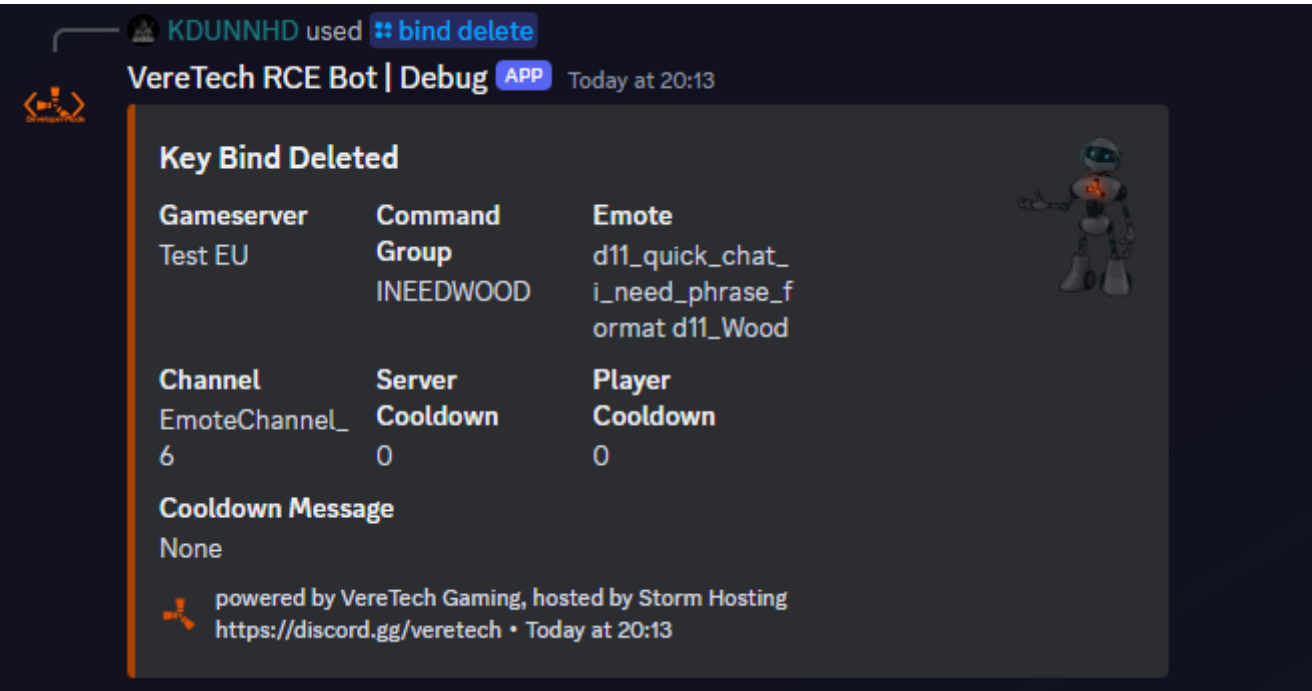 KDUNNHD used bind delete
VereTech RCE Bot | Debug APP Today at 20:13
Key Bind Deleted
Gameserver
Test EU
Command
Group
INEEDWOOD
Emote
d11_quick_chat_
i_need_phrase_f
ormat d11_Wood
Channel
EmoteChannel_
6
Server
Cooldown
0
Player
Cooldown
0
Cooldown Message
None
powered by VereTech Gaming, hosted by Storm Hosting
https://discord.gg/veretech • Today at 20:13